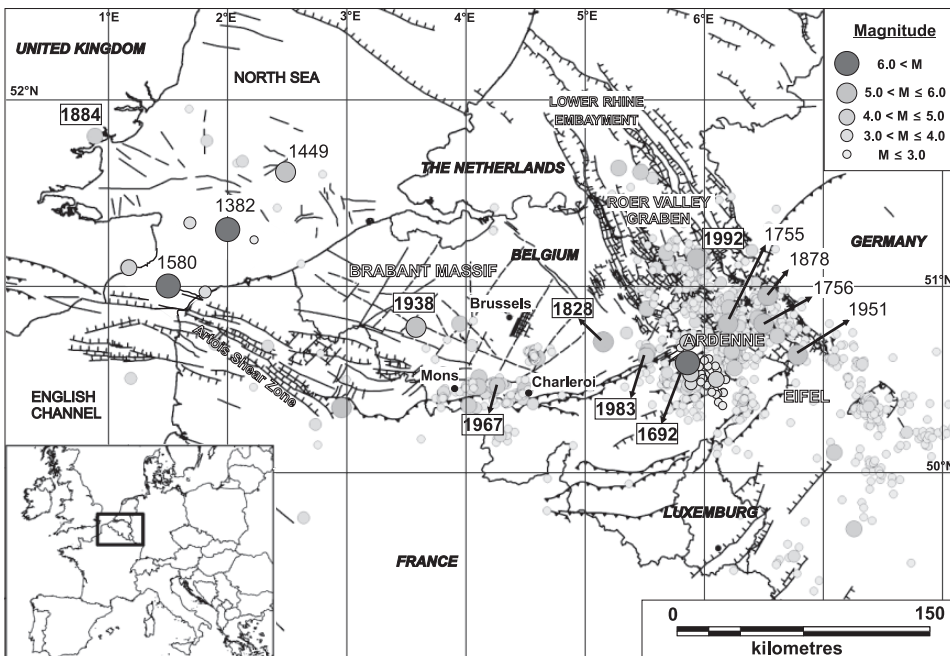 1°E
2°E
3°E
4°E
5°E
6°E
UNITED KINGDOM
NORTH SEA
52°N
1884
1449
1382
1580
LOWER RHINE
EMBAYMENT
THE NETHERLANDS
ROER VALLEY
GRABEN
1992
1755
GERMANY
1878
1756
1951
BELGIUM
51°N
BRABANT MASSIF
1938
Brussels
1828
ARDENNE
Artois Shear Zone
Mons
Charleroi
EIFEL
ENGLISH
CHANNEL
1967
1983
1692
50°N
LUXEMBURG
FRANCE
Magnitude
6.0 < M
5.0 < M ≤ 6.0
4.0 < M ≤ 5.0
3.0 < M ≤ 4.0
M ≤ 3.0
0
150
kilometres